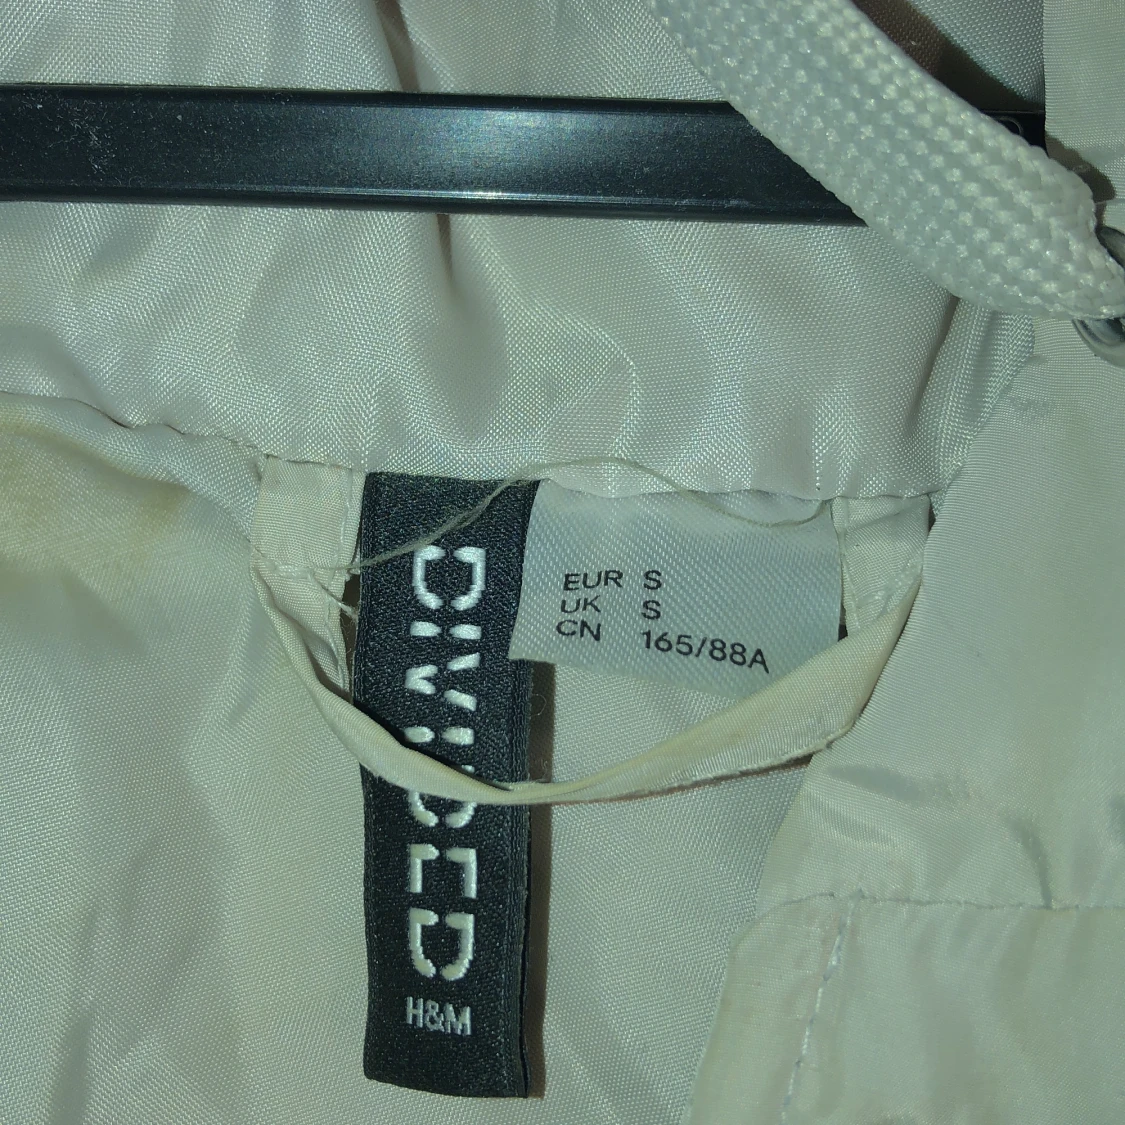 DIVIDED
H&M
EUR S
UK S
CN 165/88A